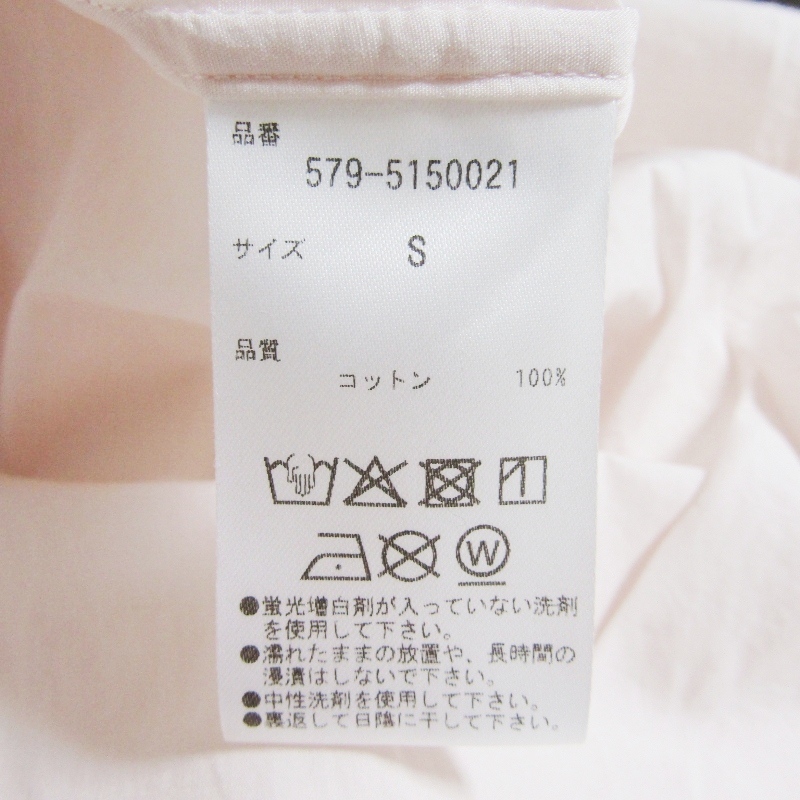 品番
579-5150021
サイズ S
品質
コットン 100%
W
●蛍光増白剤が入っていない洗剤
を使用して下さい。
●濡れたままの放置や、長時間の
浸漬はしないで下さい。
●中性洗剤を使用して下さい。
●裏返して日陰に干して下さい。